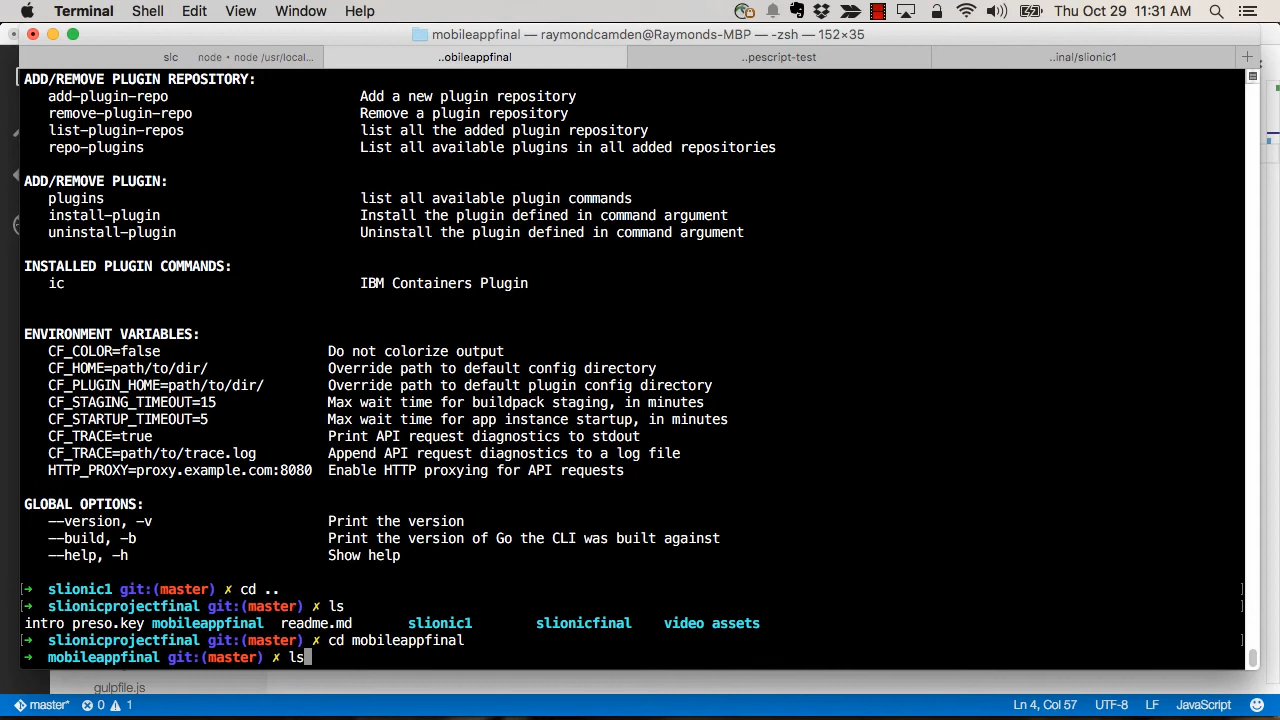 Terminal Shell Edit View Window Help Thu Oct 29 11:31 AM
mobileappfinal — raymondcamden@Raymonds-MBP — -zsh — 152×35
slc node • node /usr/local... ..obileappfinal ..pescript-test ..inal/slionic1
ADD/REMOVE PLUGIN REPOSITORY:
add-plugin-repo Add a new plugin repository
remove-plugin-repo Remove a plugin repository
list-plugin-repos list all the added plugin repository
repo-plugins List all available plugins in all added repositories
ADD/REMOVE PLUGIN:
plugins list all available plugin commands
install-plugin Install the plugin defined in command argument
uninstall-plugin Uninstall the plugin defined in command argument
INSTALLED PLUGIN COMMANDS:
ic IBM Containers Plugin
ENVIRONMENT VARIABLES:
CF_COLOR=false Do not colorize output
CF_HOME=path/to/dir/ Override path to default config directory
CF_PLUGIN_HOME=path/to/dir/ Override path to default plugin config directory
CF_STAGING_TIMEOUT=15 Max wait time for buildpack staging, in minutes
CF_STARTUP_TIMEOUT=5 Max wait time for app instance startup, in minutes
CF_TRACE=true Print API request diagnostics to stdout
CF_TRACE=path/to/trace.log Append API request diagnostics to a log file
HTTP_PROXY=proxy.example.com:8080 Enable HTTP proxying for API requests
GLOBAL OPTIONS:
--version, -v Print the version
--build, -b Print the version of Go the CLI was built against
--help, -h Show help
➜ slionic1 git:(master) ✗ cd ..
➜ slionicprojectfinal git:(master) ✗ ls
intro preso.key mobileappfinal readme.md slionic1 slionicfinal video assets
➜ slionicprojectfinal git:(master) ✗ cd mobileappfinal
➜ mobileappfinal git:(master) ✗ ls
gulpfile.js
master* 0 1 Ln 4, Col 57 UTF-8 LF JavaScript